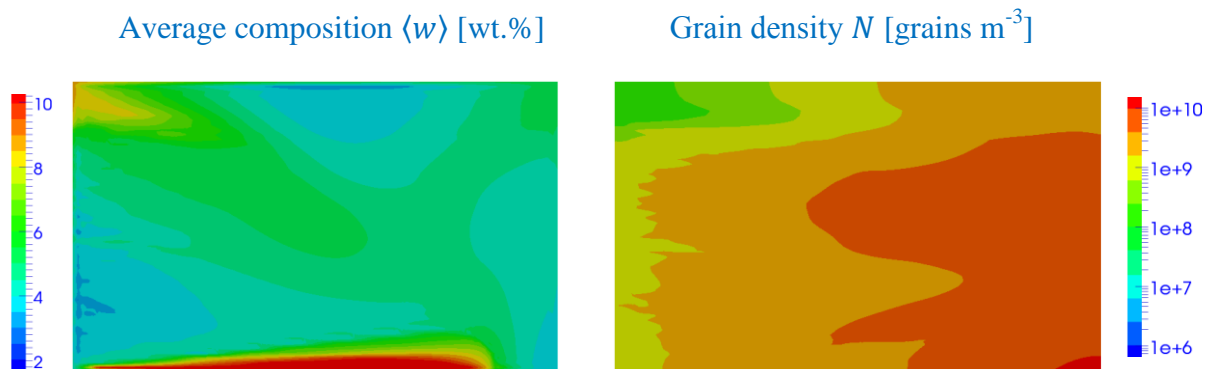 Average composition ⟨w⟩ [wt.%]
Grain density N [grains m⁻³]
10
8
6
4
2
1e+10
1e+9
1e+8
1e+7
1e+6